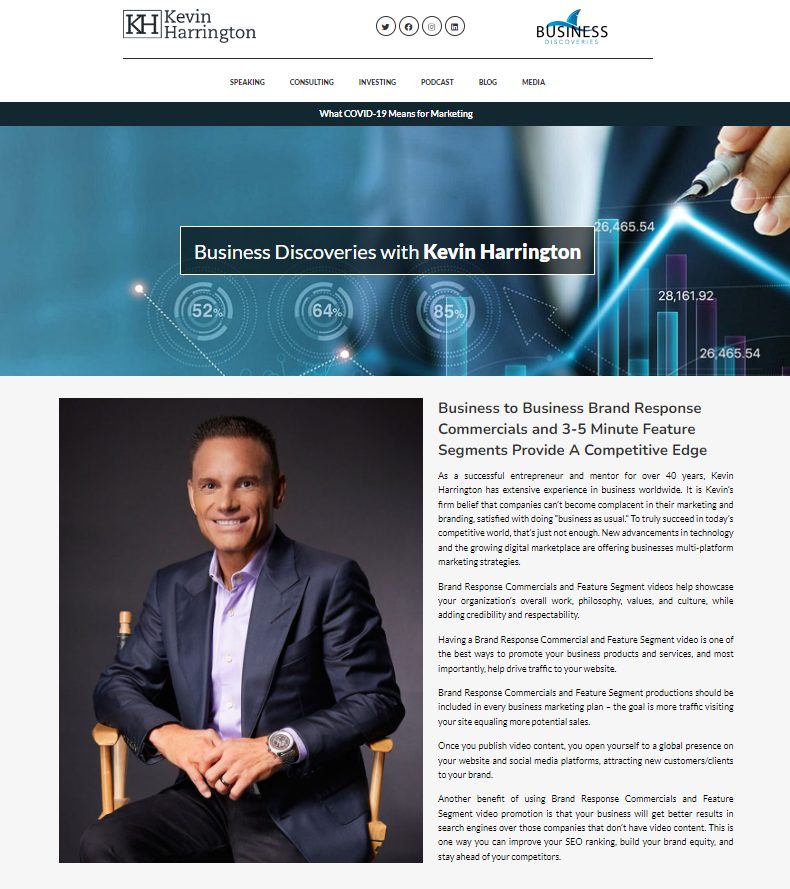 KH Kevin
Harrington
BUSINESS
DISCOVERIES
SPEAKING CONSULTING INVESTING PODCAST BLOG MEDIA
What COVID-19 Means for Marketing
26,465.54
Business Discoveries with Kevin Harrington
28,161.92
52% 64% 85%
26,465.54
Business to Business Brand Response
Commercials and 3-5 Minute Feature
Segments Provide A Competitive Edge
As a successful entrepreneur and mentor for over 40 years, Kevin
Harrington has extensive experience in business worldwide. It is Kevin's
firm belief that companies can't become complacent in their marketing and
branding, satisfied with doing "business as usual." To truly succeed in today's
competitive world, that's just not enough. New advancements in technology
and the growing digital marketplace are offering businesses multi-platform
marketing strategies.
Brand Response Commercials and Feature Segment videos help showcase
your organization's overall work, philosophy, values, and culture, while
adding credibility and respectability.
Having a Brand Response Commercial and Feature Segment video is one of
the best ways to promote your business products and services, and most
importantly, help drive traffic to your website.
Brand Response Commercials and Feature Segment productions should be
included in every business marketing plan – the goal is more traffic visiting
your site equaling more potential sales.
Once you publish video content, you open yourself to a global presence on
your website and social media platforms, attracting new customers/clients
to your brand.
Another benefit of using Brand Response Commercials and Feature
Segment video promotion is that your business will get better results in
search engines over those companies that don't have video content. This is
one way you can improve your SEO ranking, build your brand equity, and
stay ahead of your competitors.